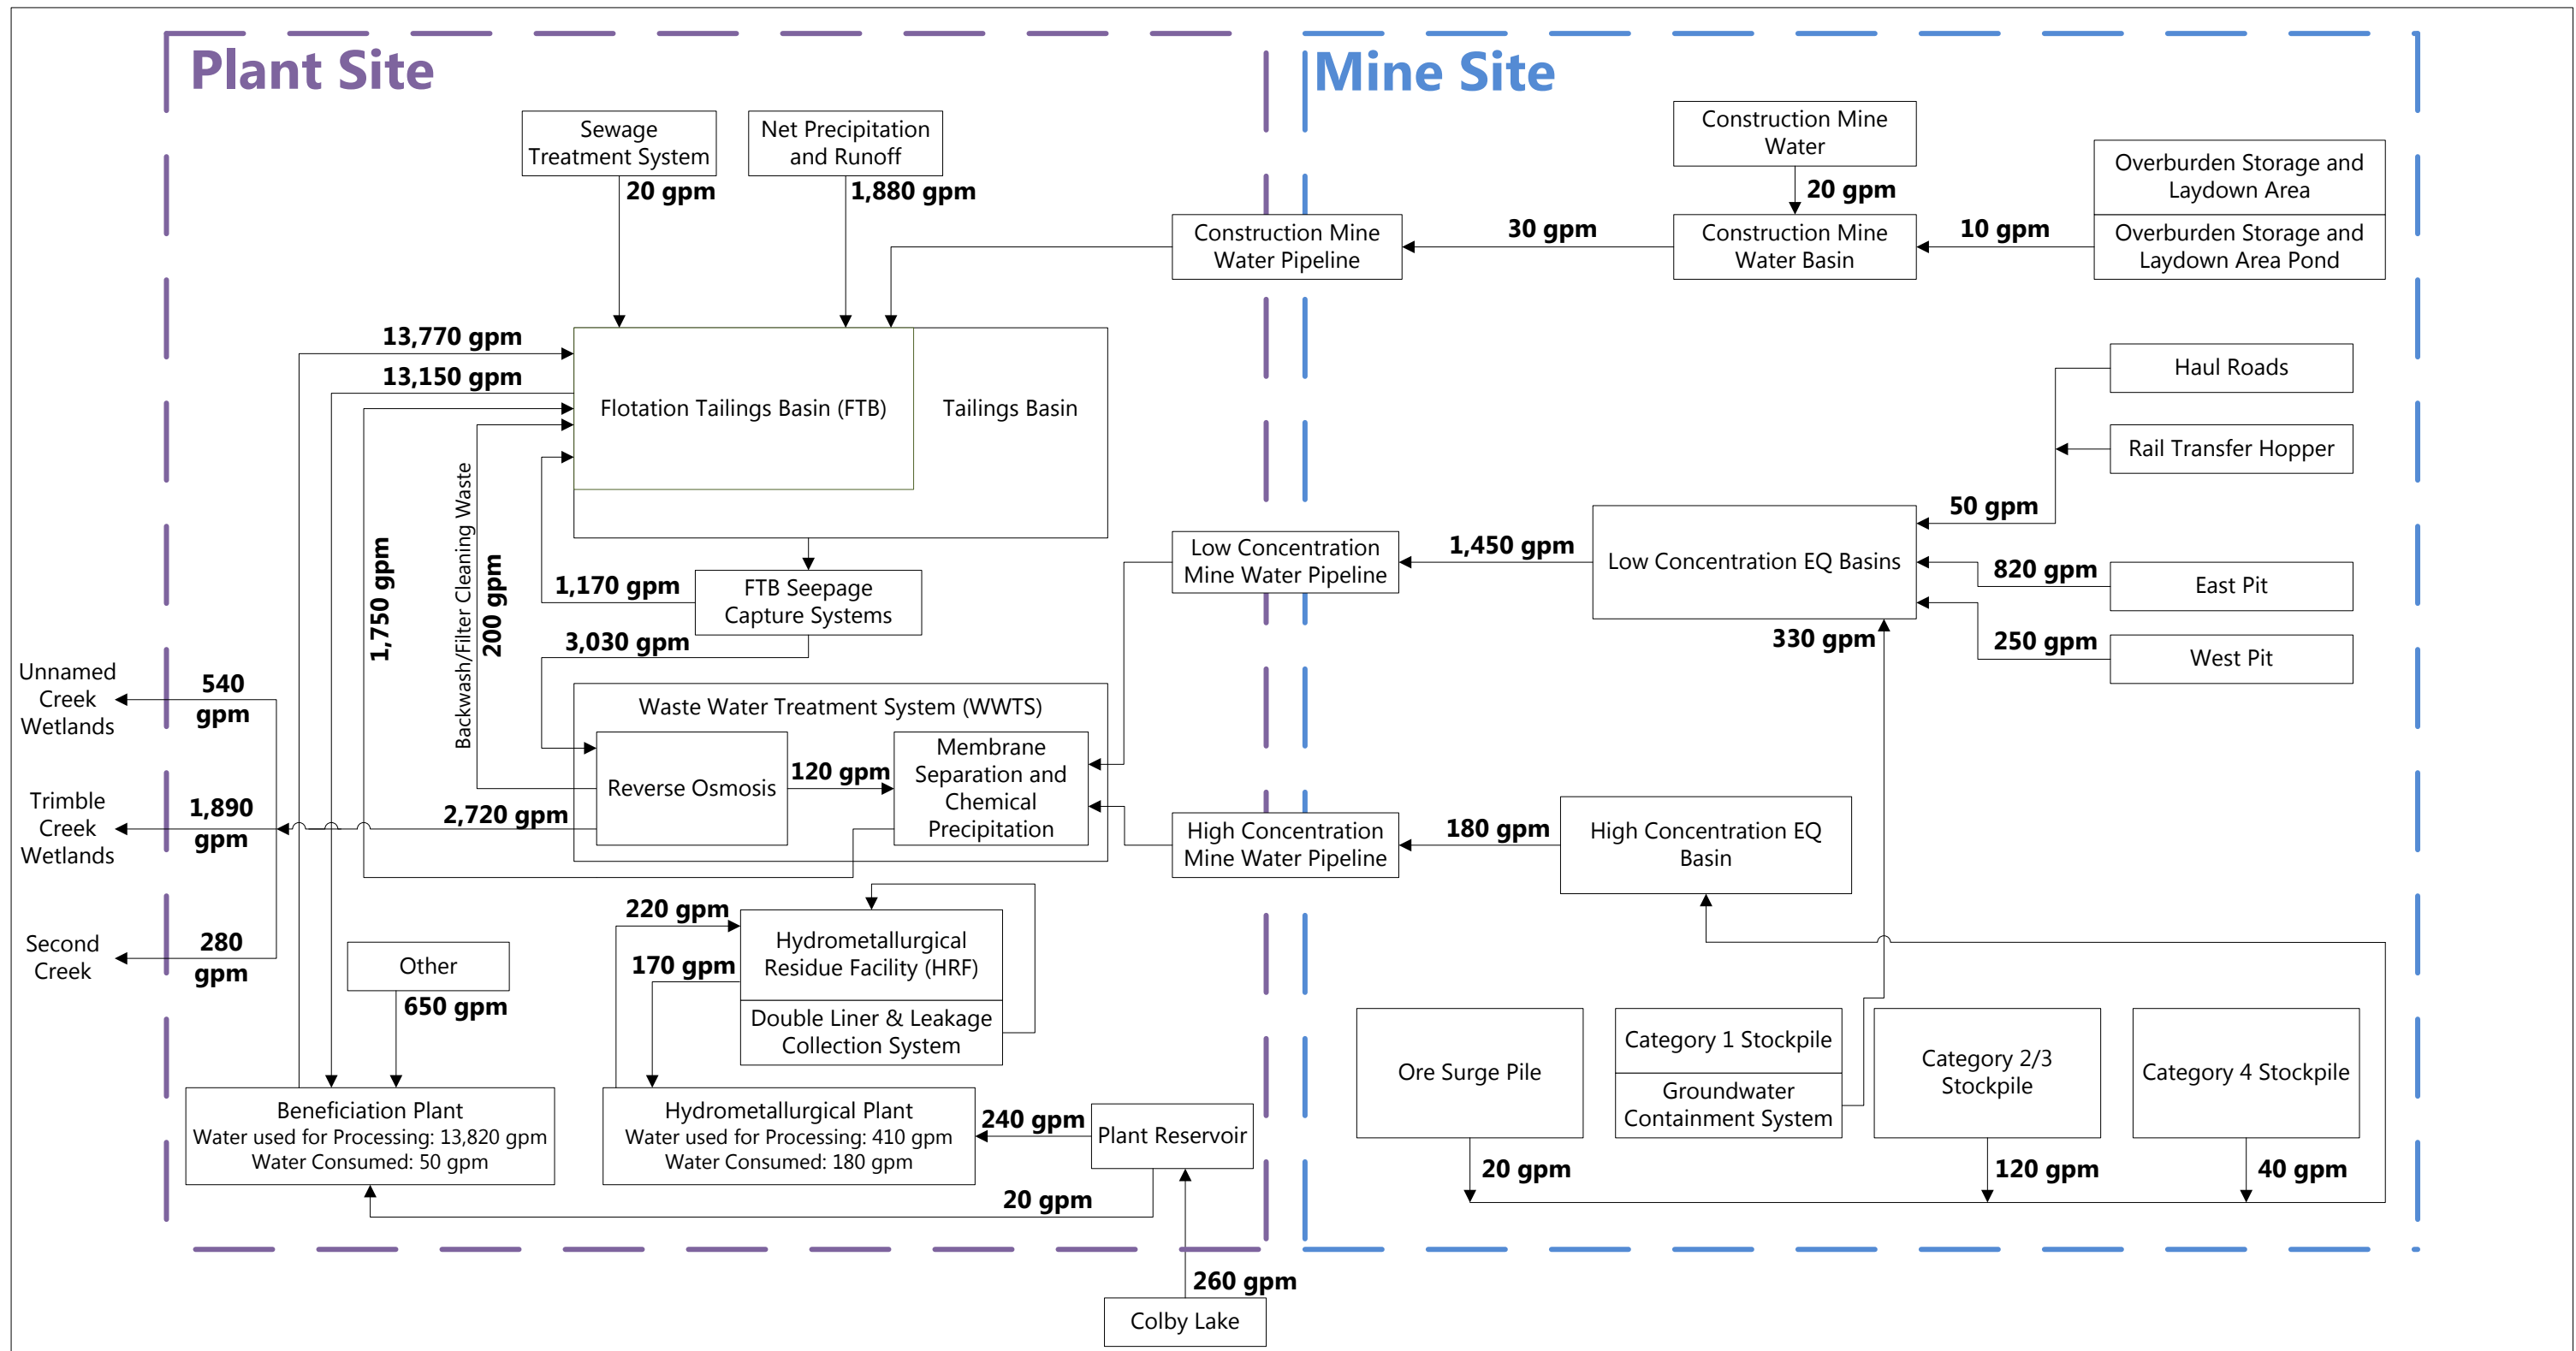 Plant Site
Mine Site
Sewage
Treatment System
20 gpm
Net Precipitation
and Runoff
1,880 gpm
Construction Mine
Water
20 gpm
Overburden Storage and
Laydown Area
Overburden Storage and
Laydown Area Pond
10 gpm
Construction Mine
Water Basin
30 gpm
Construction Mine
Water Pipeline
13,770 gpm
13,150 gpm
Flotation Tailings Basin (FTB)
Tailings Basin
Haul Roads
Rail Transfer Hopper
50 gpm
Low Concentration
Mine Water Pipeline
1,450 gpm
Low Concentration EQ Basins
820 gpm
East Pit
250 gpm
West Pit
330 gpm
1,750 gpm
Backwash/Filter Cleaning Waste
200 gpm
1,170 gpm
FTB Seepage
Capture Systems
3,030 gpm
Unnamed
Creek
Wetlands
540
gpm
Waste Water Treatment System (WWTS)
Reverse Osmosis
120 gpm
Membrane
Separation and
Chemical
Precipitation
Trimble
Creek
Wetlands
1,890
gpm
2,720 gpm
High Concentration
Mine Water Pipeline
180 gpm
High Concentration EQ
Basin
Second
Creek
280
gpm
Other
650 gpm
220 gpm
170 gpm
Hydrometallurgical
Residue Facility (HRF)
Double Liner & Leakage
Collection System
Ore Surge Pile
Category 1 Stockpile
Groundwater
Containment System
Category 2/3
Stockpile
Category 4 Stockpile
Beneficiation Plant
Water used for Processing: 13,820 gpm
Water Consumed: 50 gpm
Hydrometallurgical Plant
Water used for Processing: 410 gpm
Water Consumed: 180 gpm
240 gpm
Plant Reservoir
20 gpm
20 gpm
120 gpm
40 gpm
260 gpm
Colby Lake